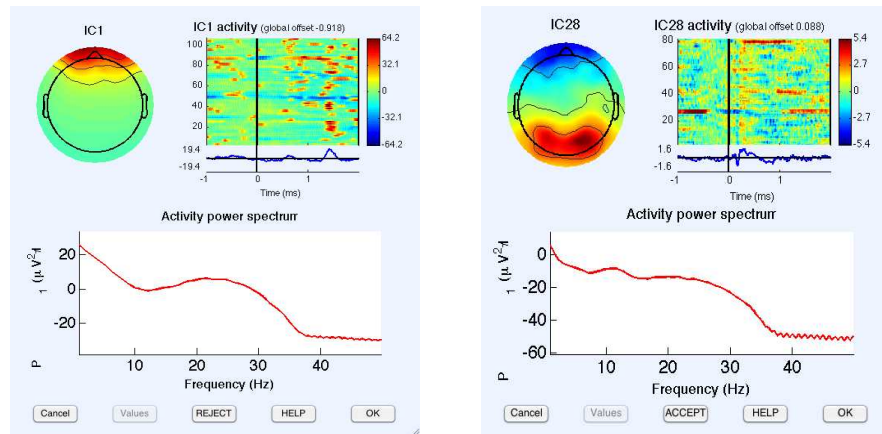 IC1
IC1 activity (global offset -0.918)
100
80
60
40
20
64.2
32.1
0
-32.1
-64.2
19.4
-19.4
-1 0 1
Time (ms)
Activity power spectrum
20
0
-20
10 20 30 40
Frequency (Hz)
P
1 (μ V²/
Cancel Values REJECT HELP OK
IC28
IC28 activity (global offset 0.088)
80
60
40
20
5.4
2.7
0
-2.7
-5.4
1.6
-1.6
-1 0 1
Time (ms)
Activity power spectrum
0
-20
-40
-60
10 20 30 40
Frequency (Hz)
P
1 (μ V²/
Cancel Values ACCEPT HELP OK